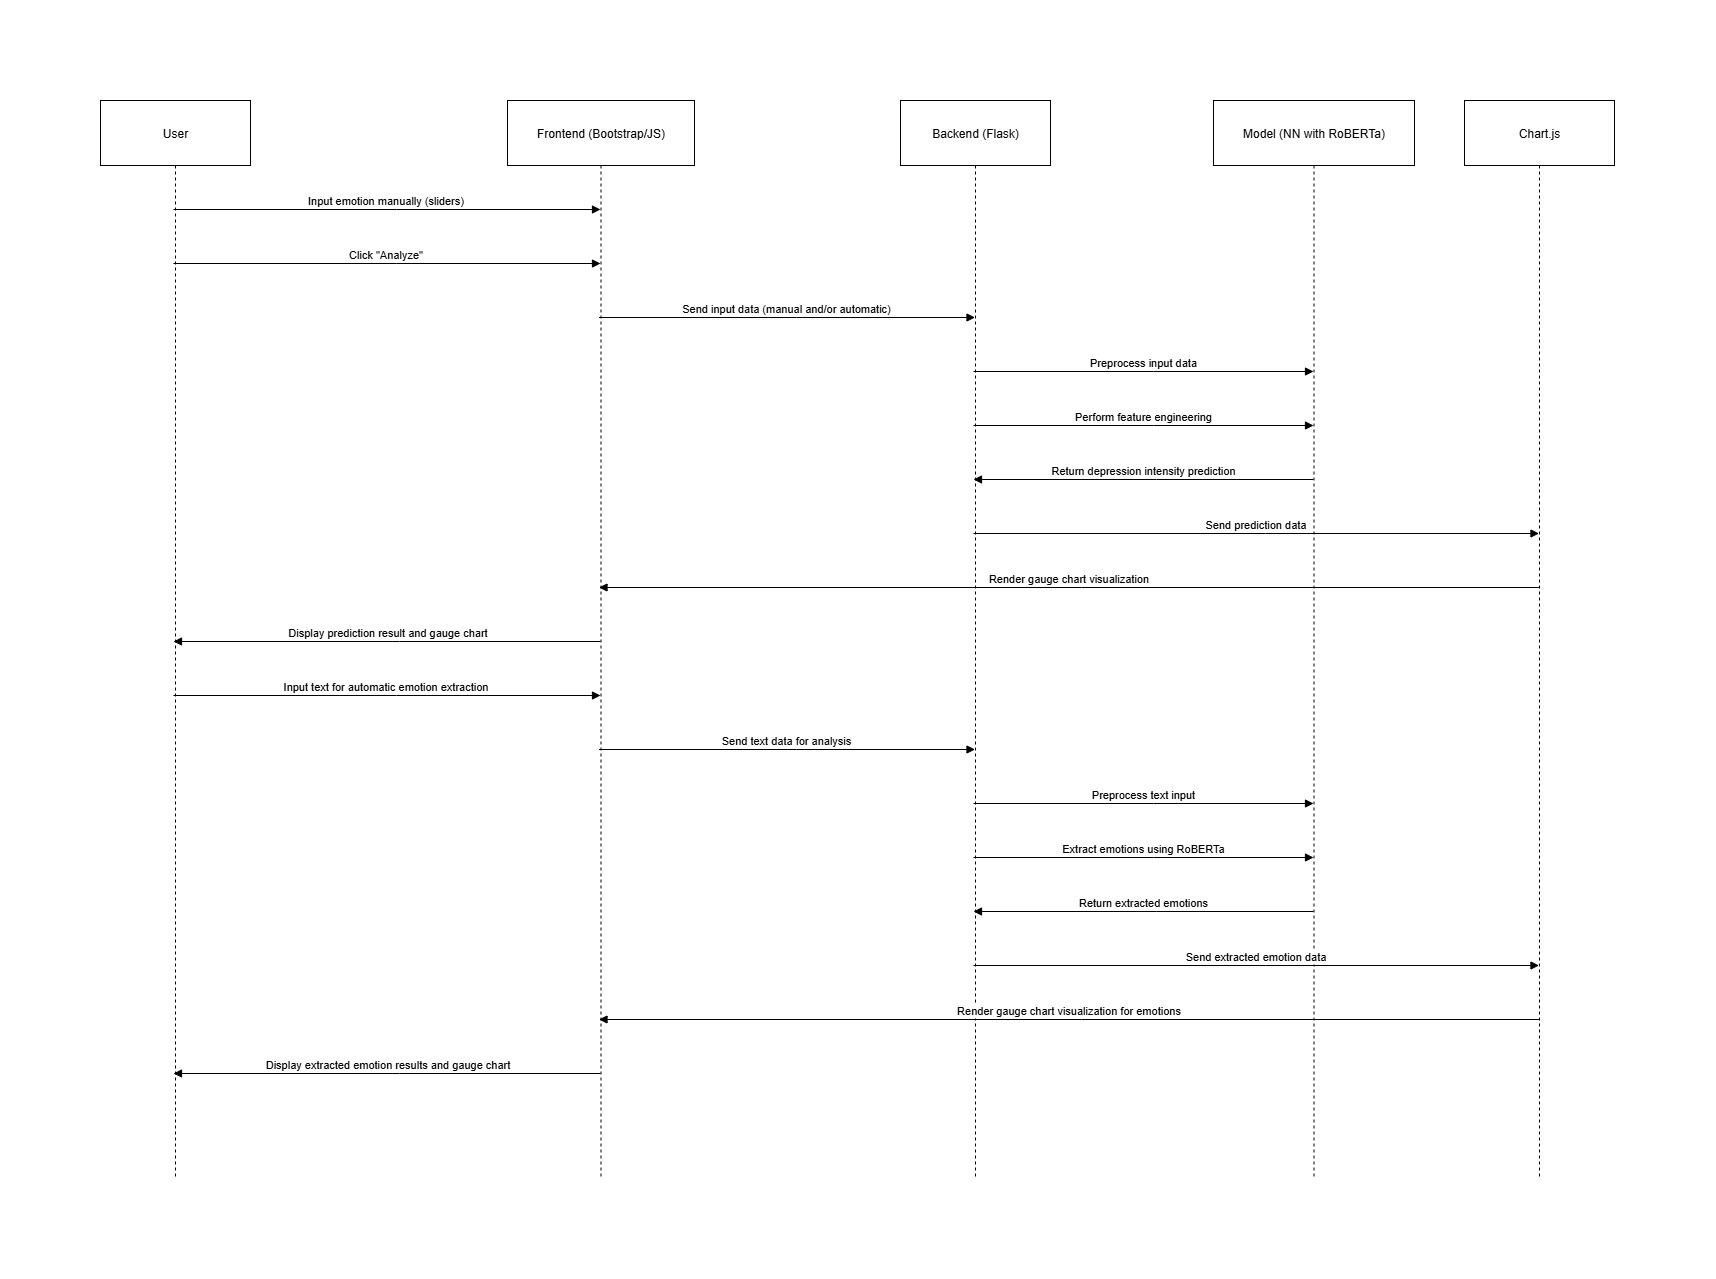 User
Frontend (Bootstrap/JS)
Backend (Flask)
Model (NN with RoBERTa)
Chart.js
Input emotion manually (sliders)
Click "Analyze"
Send input data (manual and/or automatic)
Preprocess input data
Perform feature engineering
Return depression intensity prediction
Send prediction data
Render gauge chart visualization
Display prediction result and gauge chart
Input text for automatic emotion extraction
Send text data for analysis
Preprocess text input
Extract emotions using RoBERTa
Return extracted emotions
Send extracted emotion data
Render gauge chart visualization for emotions
Display extracted emotion results and gauge chart